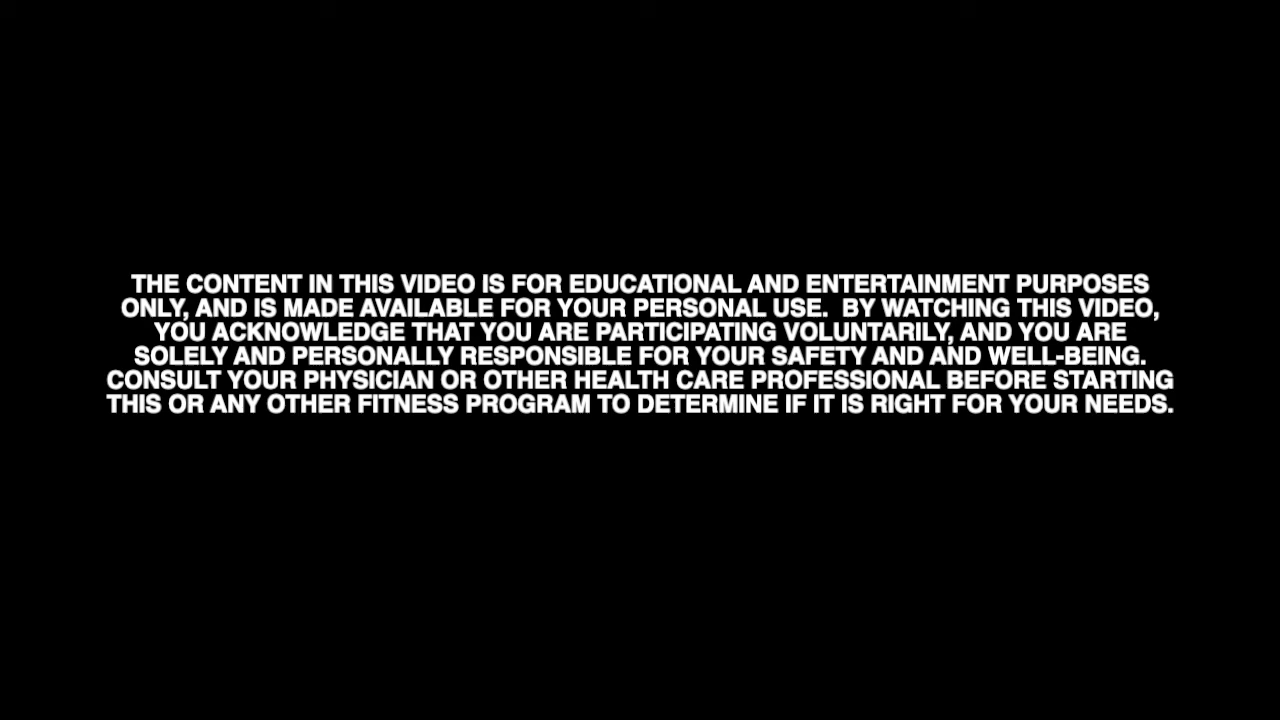 THE CONTENT IN THIS VIDEO IS FOR EDUCATIONAL AND ENTERTAINMENT PURPOSES
ONLY, AND IS MADE AVAILABLE FOR YOUR PERSONAL USE.  BY WATCHING THIS VIDEO,
YOU ACKNOWLEDGE THAT YOU ARE PARTICIPATING VOLUNTARILY, AND YOU ARE
SOLELY AND PERSONALLY RESPONSIBLE FOR YOUR SAFETY AND AND WELL-BEING.
CONSULT YOUR PHYSICIAN OR OTHER HEALTH CARE PROFESSIONAL BEFORE STARTING
THIS OR ANY OTHER FITNESS PROGRAM TO DETERMINE IF IT IS RIGHT FOR YOUR NEEDS.